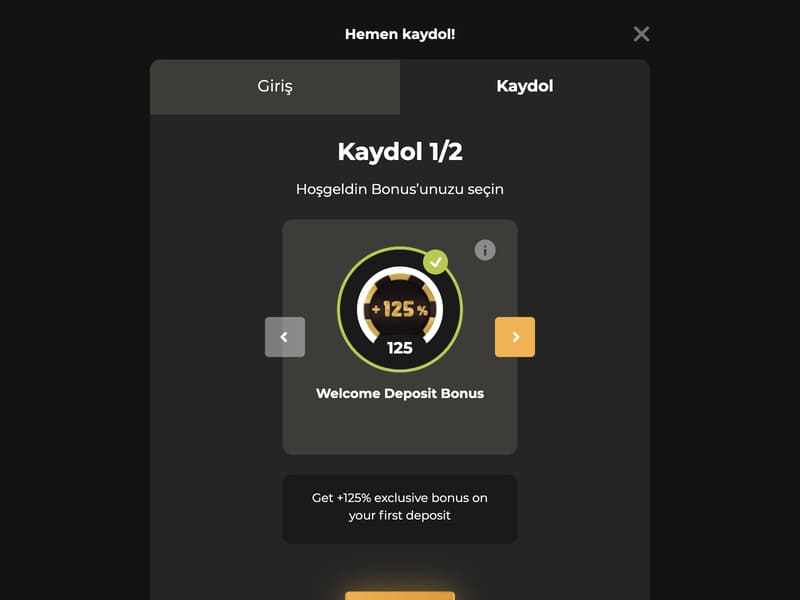 Hemen kaydol!
Giriş
Kaydol
Kaydol 1/2
Hoşgeldin Bonus'unuzu seçin
+125%
125
Welcome Deposit Bonus
Get +125% exclusive bonus on
your first deposit